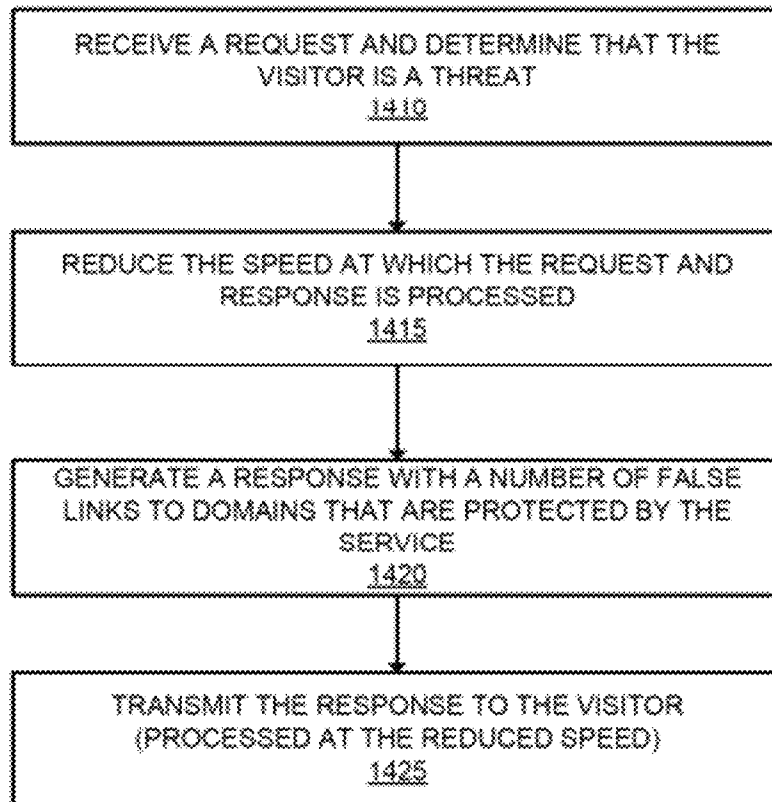 RECEIVE A REQUEST AND DETERMINE THAT THE
VISITOR IS A THREAT
1410
REDUCE THE SPEED AT WHICH THE REQUEST AND
RESPONSE IS PROCESSED
1415
GENERATE A RESPONSE WITH A NUMBER OF FALSE
LINKS TO DOMAINS THAT ARE PROTECTED BY THE
SERVICE
1420
TRANSMIT THE RESPONSE TO THE VISITOR
(PROCESSED AT THE REDUCED SPEED)
1425